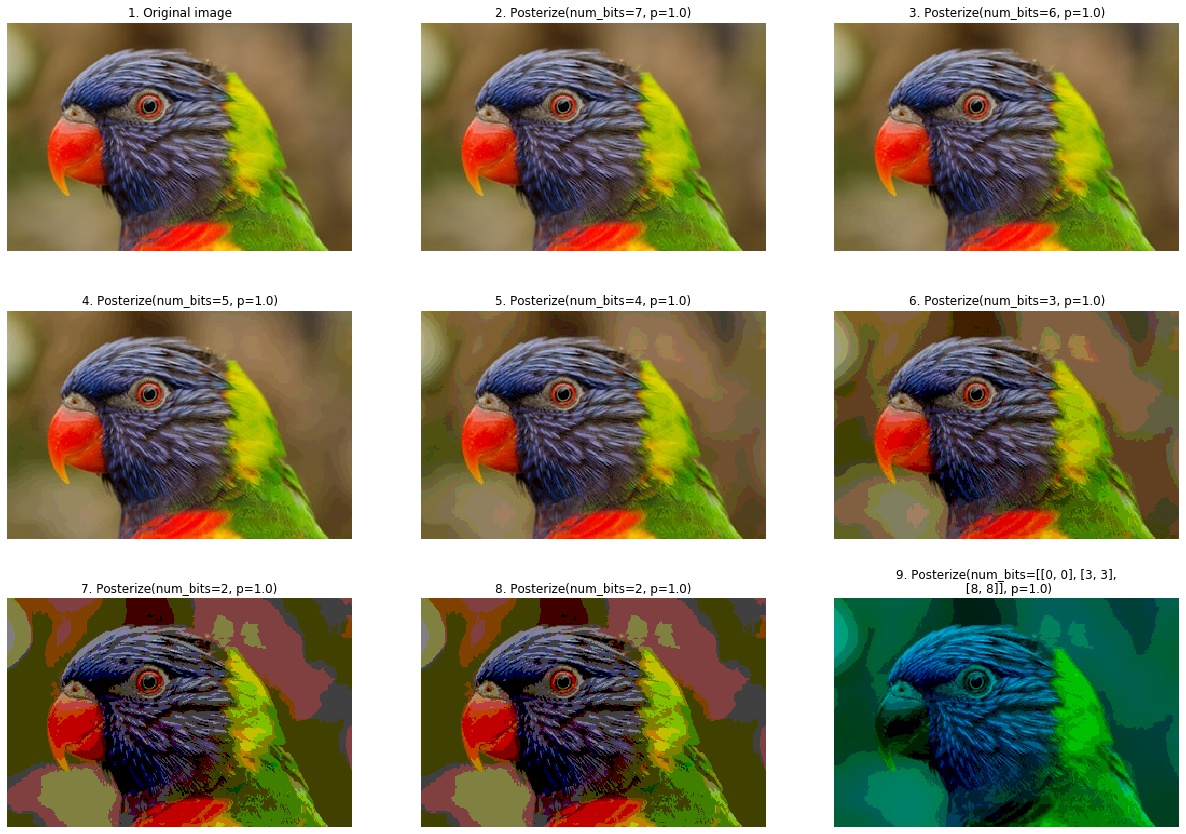 1. Original image
2. Posterize(num_bits=7, p=1.0)
3. Posterize(num_bits=6, p=1.0)
4. Posterize(num_bits=5, p=1.0)
5. Posterize(num_bits=4, p=1.0)
6. Posterize(num_bits=3, p=1.0)
7. Posterize(num_bits=2, p=1.0)
8. Posterize(num_bits=2, p=1.0)
9. Posterize(num_bits=[[0, 0], [3, 3],
[8, 8]], p=1.0)